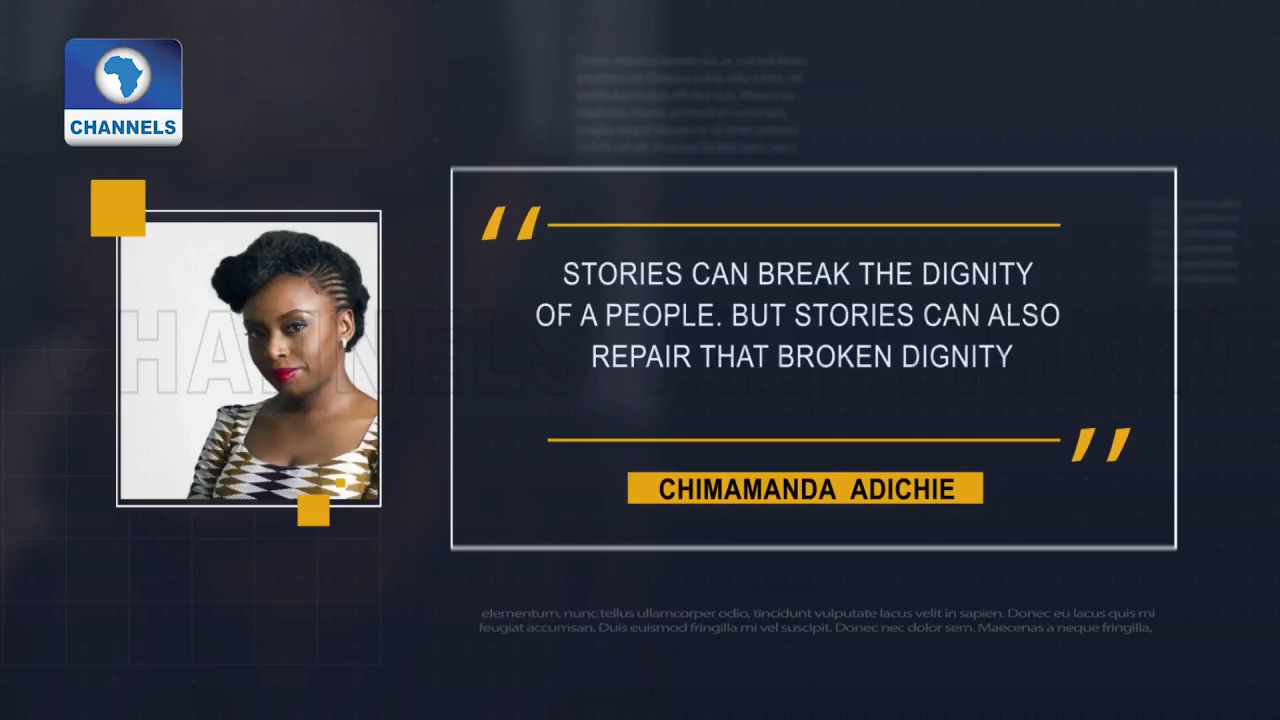 CHANNELS
“
STORIES CAN BREAK THE DIGNITY
OF A PEOPLE. BUT STORIES CAN ALSO
REPAIR THAT BROKEN DIGNITY
”
CHIMAMANDA ADICHIE
CHANNELS TELEVISION
elementum, nunc tellus ullamcorper odio, tincidunt vulputate lacus velit in sapien. Donec eu lacus quis mi
feugiat accumsan. Duis euismod fringilla mi vel suscipit. Donec nec dolor sem. Maecenas a neque fringilla,